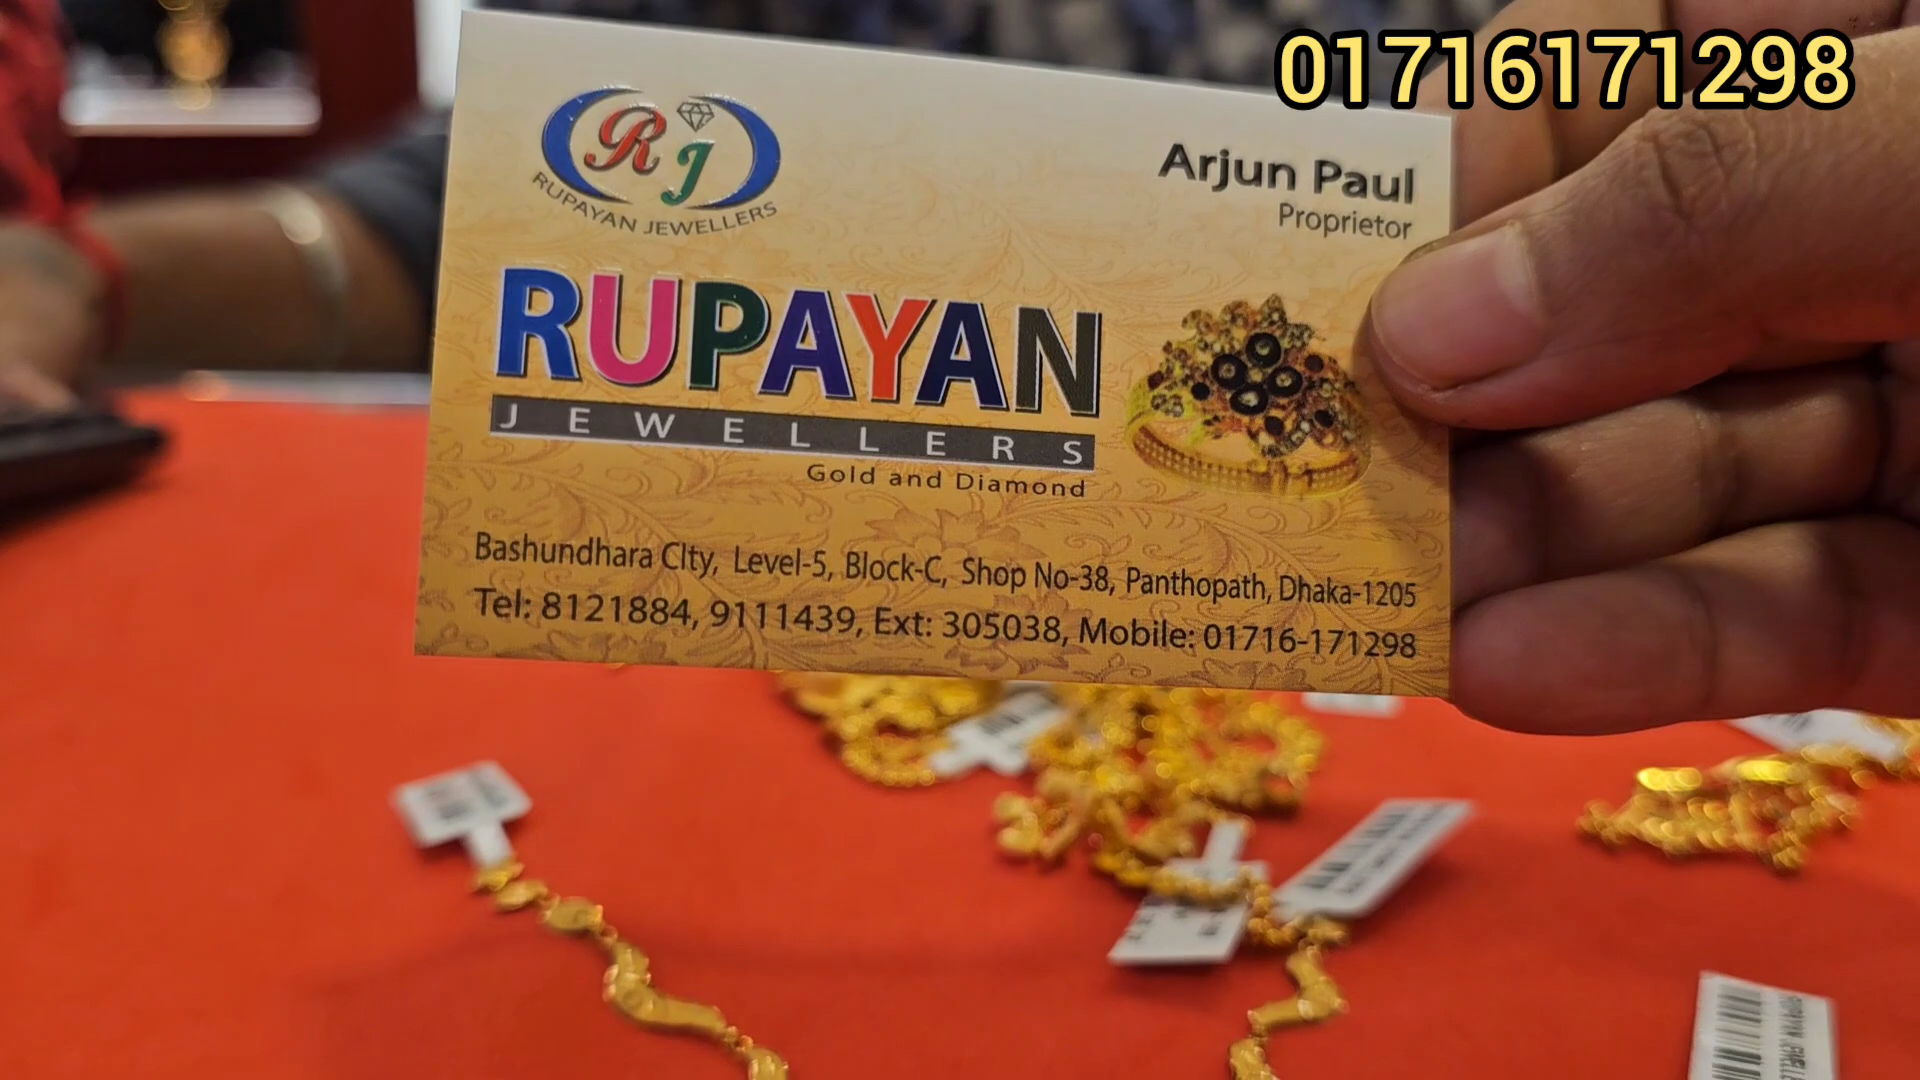 01716171298
RJ
RUPAYAN JEWELLERS
Arjun Paul
Proprietor
RUPAYAN
JEWELLERS
Gold and Diamond
Bashundhara CIty, Level-5, Block-C, Shop No-38, Panthopath, Dhaka-1205
Tel: 8121884, 9111439, Ext: 305038, Mobile: 01716-171298